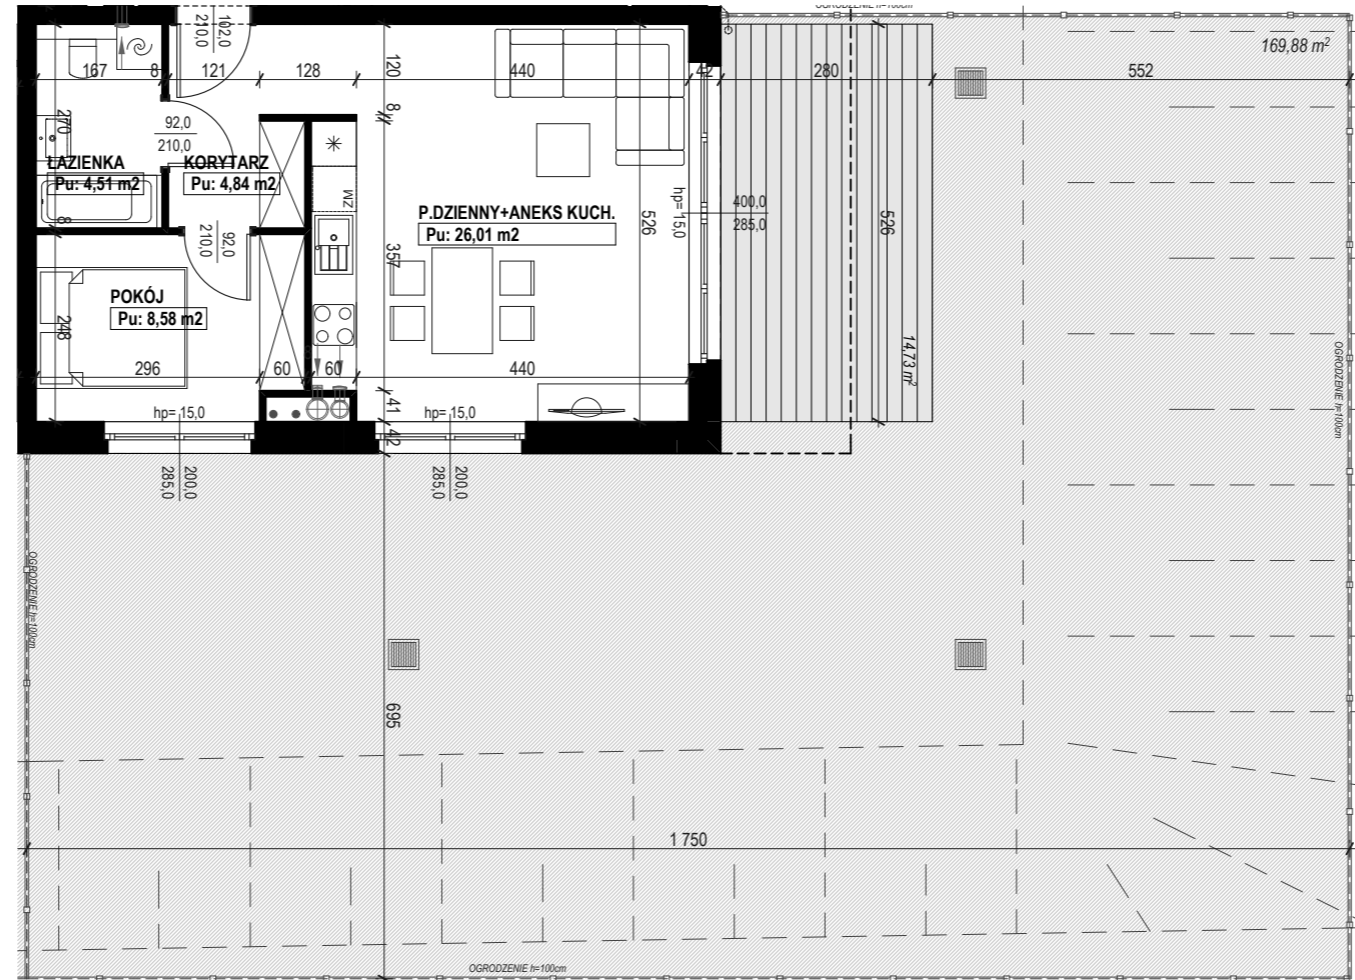 OGRODZENIE h=100cm
169,88 m²
102,0
210,0
167
8
121
128
120
440
42
280
552
270
8
92,0
210,0
ŁAZIENKA
Pu: 4,51 m2
KORYTARZ
Pu: 4,84 m2
ZM
P.DZIENNY+ANEKS KUCH.
Pu: 26,01 m2
526
hp= 15,0
400,0
285,0
526
8
92,0
210,0
357
POKÓJ
Pu: 8,58 m2
248
296
60
60
440
14,73 m²
OGRODZENIE h=100cm
hp= 15,0
41
hp= 15,0
42
200,0
285,0
200,0
285,0
OGRODZENIE h=100cm
695
1 750
OGRODZENIE h=100cm